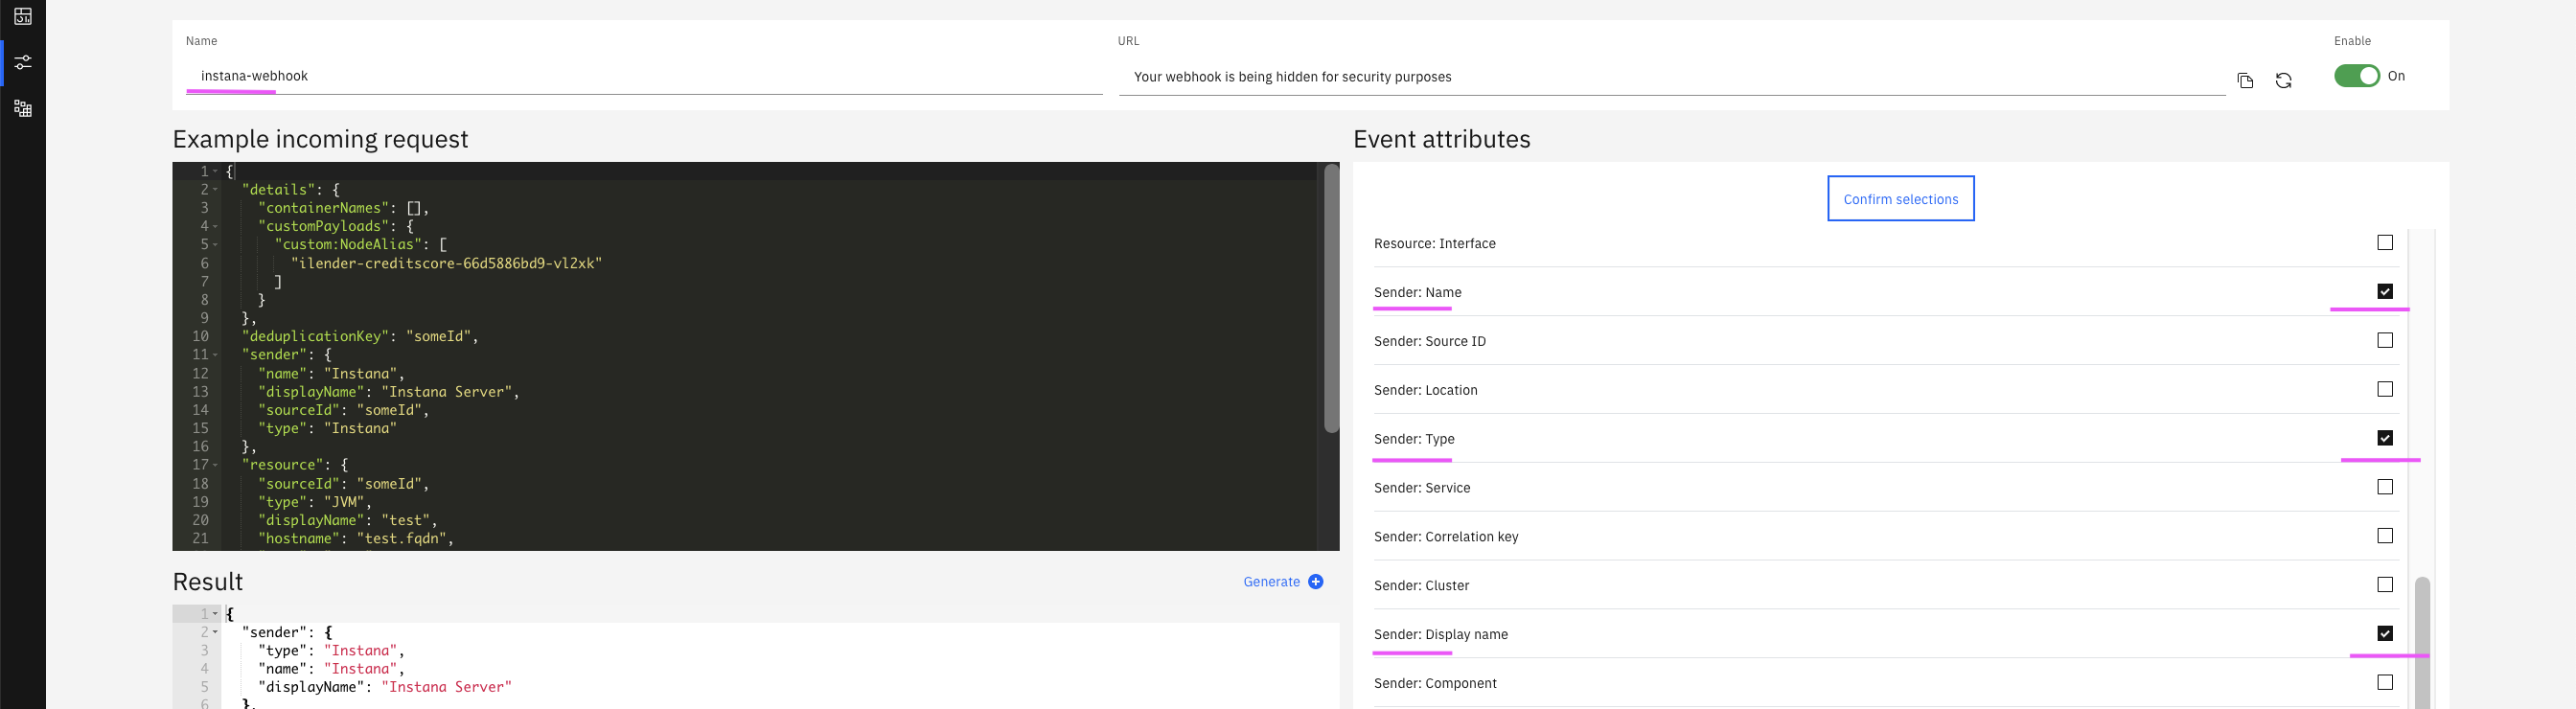 Name
instana-webhook
URL
Your webhook is being hidden for security purposes
Enable
On
Example incoming request
1 {
2 "details": {
3 "containerNames": [],
4 "customPayloads": {
5 "custom:NodeAlias": [
6 "ilender-creditscore-66d5886bd9-vl2xk"
7 ]
8 }
9 },
10 "deduplicationKey": "someId",
11 "sender": {
12 "name": "Instana",
13 "displayName": "Instana Server",
14 "sourceId": "someId",
15 "type": "Instana"
16 },
17 "resource": {
18 "sourceId": "someId",
19 "type": "JVM",
20 "displayName": "test",
21 "hostname": "test.fqdn",
Result
Generate
1 {
2 "sender": {
3 "type": "Instana",
4 "name": "Instana",
5 "displayName": "Instana Server"
6 },
Event attributes
Confirm selections
Resource: Interface
Sender: Name
Sender: Source ID
Sender: Location
Sender: Type
Sender: Service
Sender: Correlation key
Sender: Cluster
Sender: Display name
Sender: Component